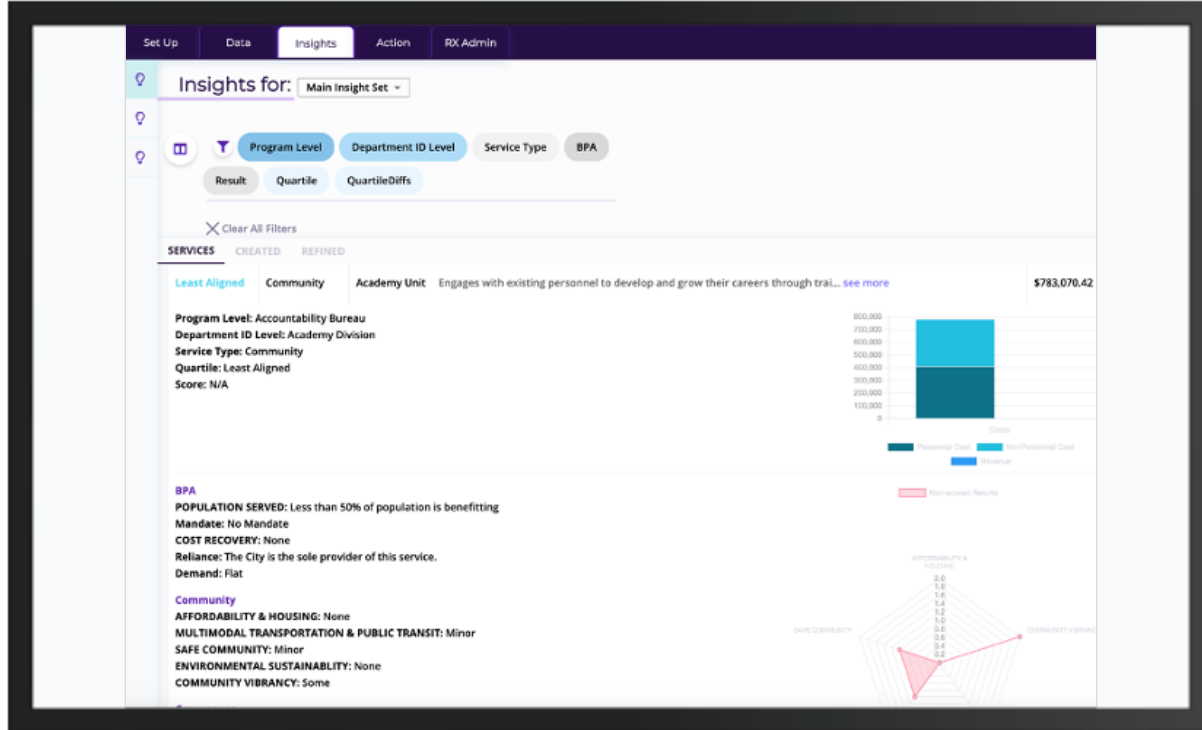 Set Up Data Insights Action RX Admin
Insights for: Main Insight Set
Program Level Department ID Level Service Type BPA
Result Quartile QuartileDiffs
Clear All Filters
SERVICES CREATED REFINED
Least Aligned Community Academy Unit Engages with existing personnel to develop and grow their careers through trai... see more $783,070.42
Program Level: Accountability Bureau
Department ID Level: Academy Division
Service Type: Community
Quartile: Least Aligned
Score: N/A
800,000
700,000
600,000
500,000
400,000
300,000
200,000
100,000
0
Costs
Personnel Cost NonPersonnel Cost
Revenue
BPA
POPULATION SERVED: Less than 50% of population is benefitting
Mandate: No Mandate
COST RECOVERY: None
Reliance: The City is the sole provider of this service.
Demand: Flat
Community
AFFORDABILITY & HOUSING: None
MULTIMODAL TRANSPORTATION & PUBLIC TRANSIT: Minor
SAFE COMMUNITY: Minor
ENVIRONMENTAL SUSTAINABLITY: None
COMMUNITY VIBRANCY: Some
Non-scored Results
AFFORDABILITY &
HOUSING
2.0
1.8
1.6
1.4
1.2
1.0
0.8
0.6
0.4
0.2
SAFE COMMUNITY
COMMUNITY VIBRANC